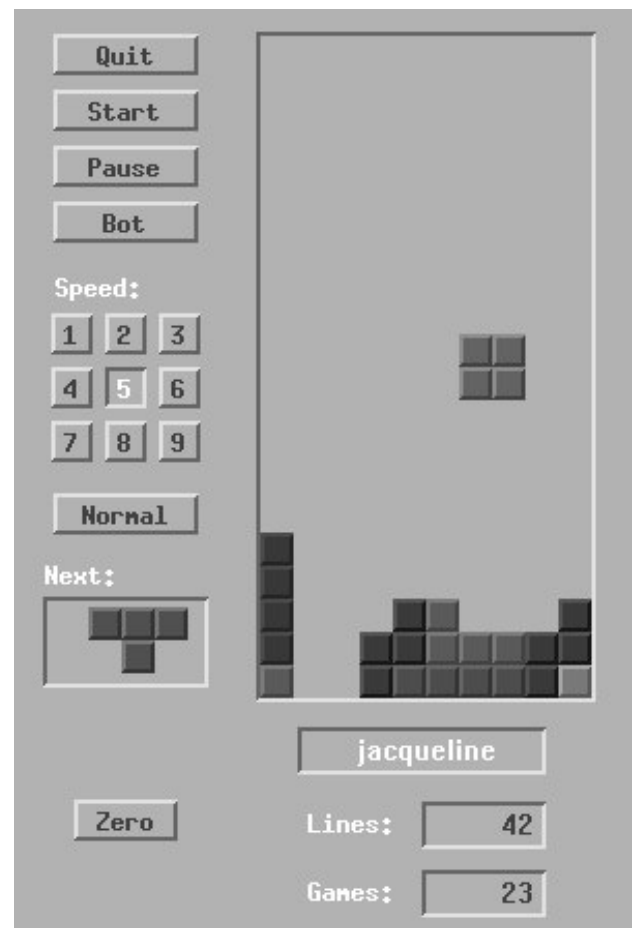 Quit
Start
Pause
Bot
Speed:
1 2 3
4 5 6
7 8 9
Normal
Next:
jacqueline
Zero
Lines: 42
Games: 23